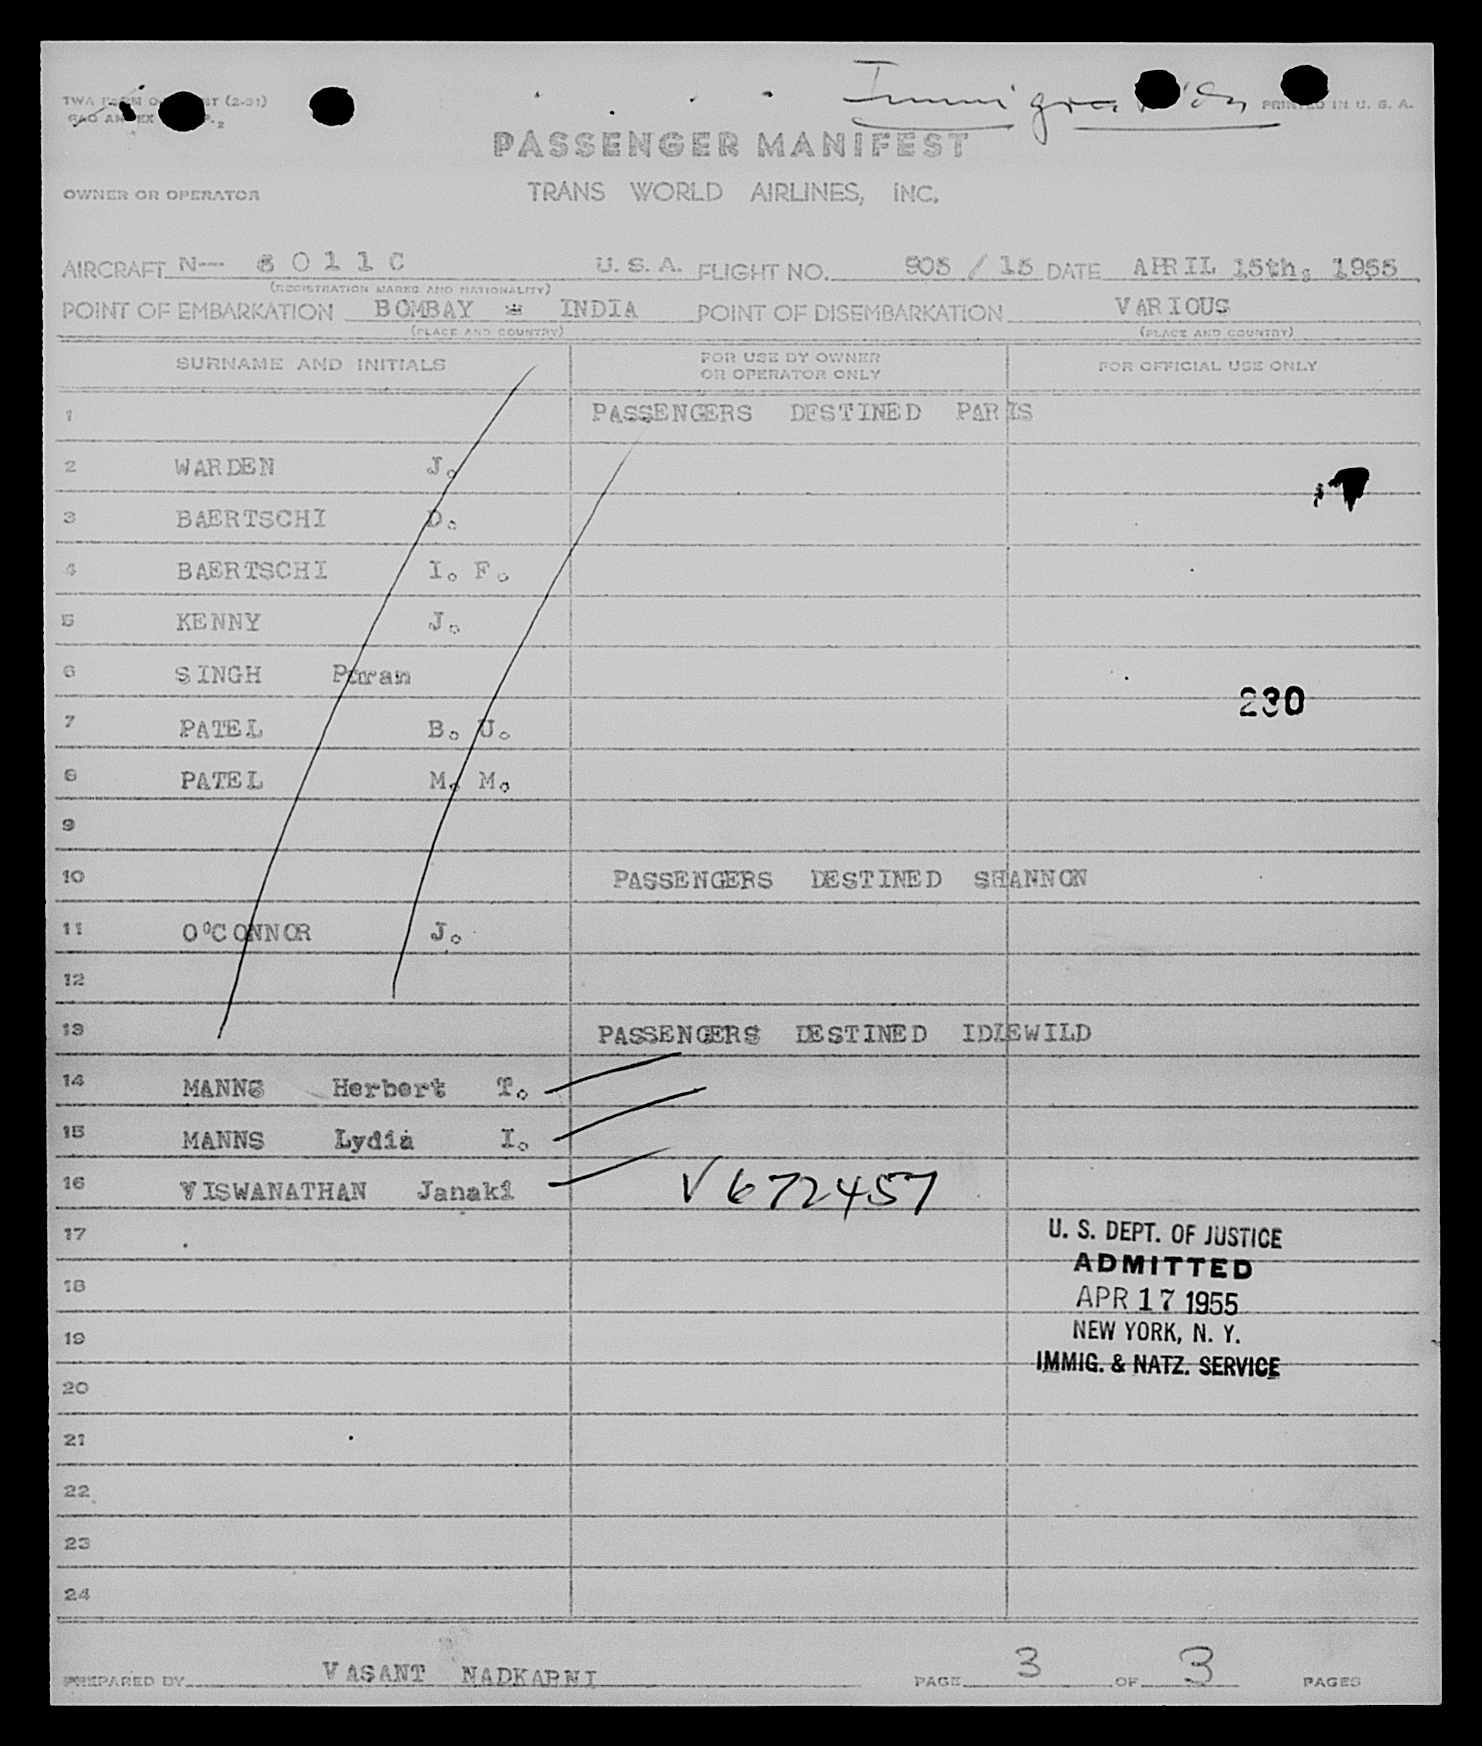 Immigration
TWA FORM (2-51)
PRINTED IN U. S. A.
PASSENGER MANIFEST
OWNER OR OPERATOR
TRANS WORLD AIRLINES, INC.
AIRCRAFT N-- 6011C U. S. A. FLIGHT NO. 903 / 15 DATE APRIL 15th, 1955
(REGISTRATION MARKS AND NATIONALITY)
POINT OF EMBARKATION BOMBAY - INDIA POINT OF DISEMBARKATION VARIOUS
(PLACE AND COUNTRY) (PLACE AND COUNTRY)
SURNAME AND INITIALS FOR USE BY OWNER OR OPERATOR ONLY FOR OFFICIAL USE ONLY
1 PASSENGERS DESTINED PARIS
2 WARDEN J.
3 BAERTSCHI D.
4 BAERTSCHI I. F.
5 KENNY J.
6 SINGH Puran
230
7 PATEL B. U.
8 PATEL M. M.
9
10 PASSENGERS DESTINED SHANNON
11 O'CONNOR J.
12
13 PASSENGERS DESTINED IDLEWILD
14 MANNS Herbert T.
15 MANNS Lydia I.
16 VISWANATHAN Janaki V672457
17
U. S. DEPT. OF JUSTICE
ADMITTED
18
APR 17 1955
NEW YORK, N. Y.
19
IMMIG. & NATZ. SERVICE
20
21
22
23
24
PREPARED BY VASANT NADKARNI PAGE 3 OF 3 PAGES